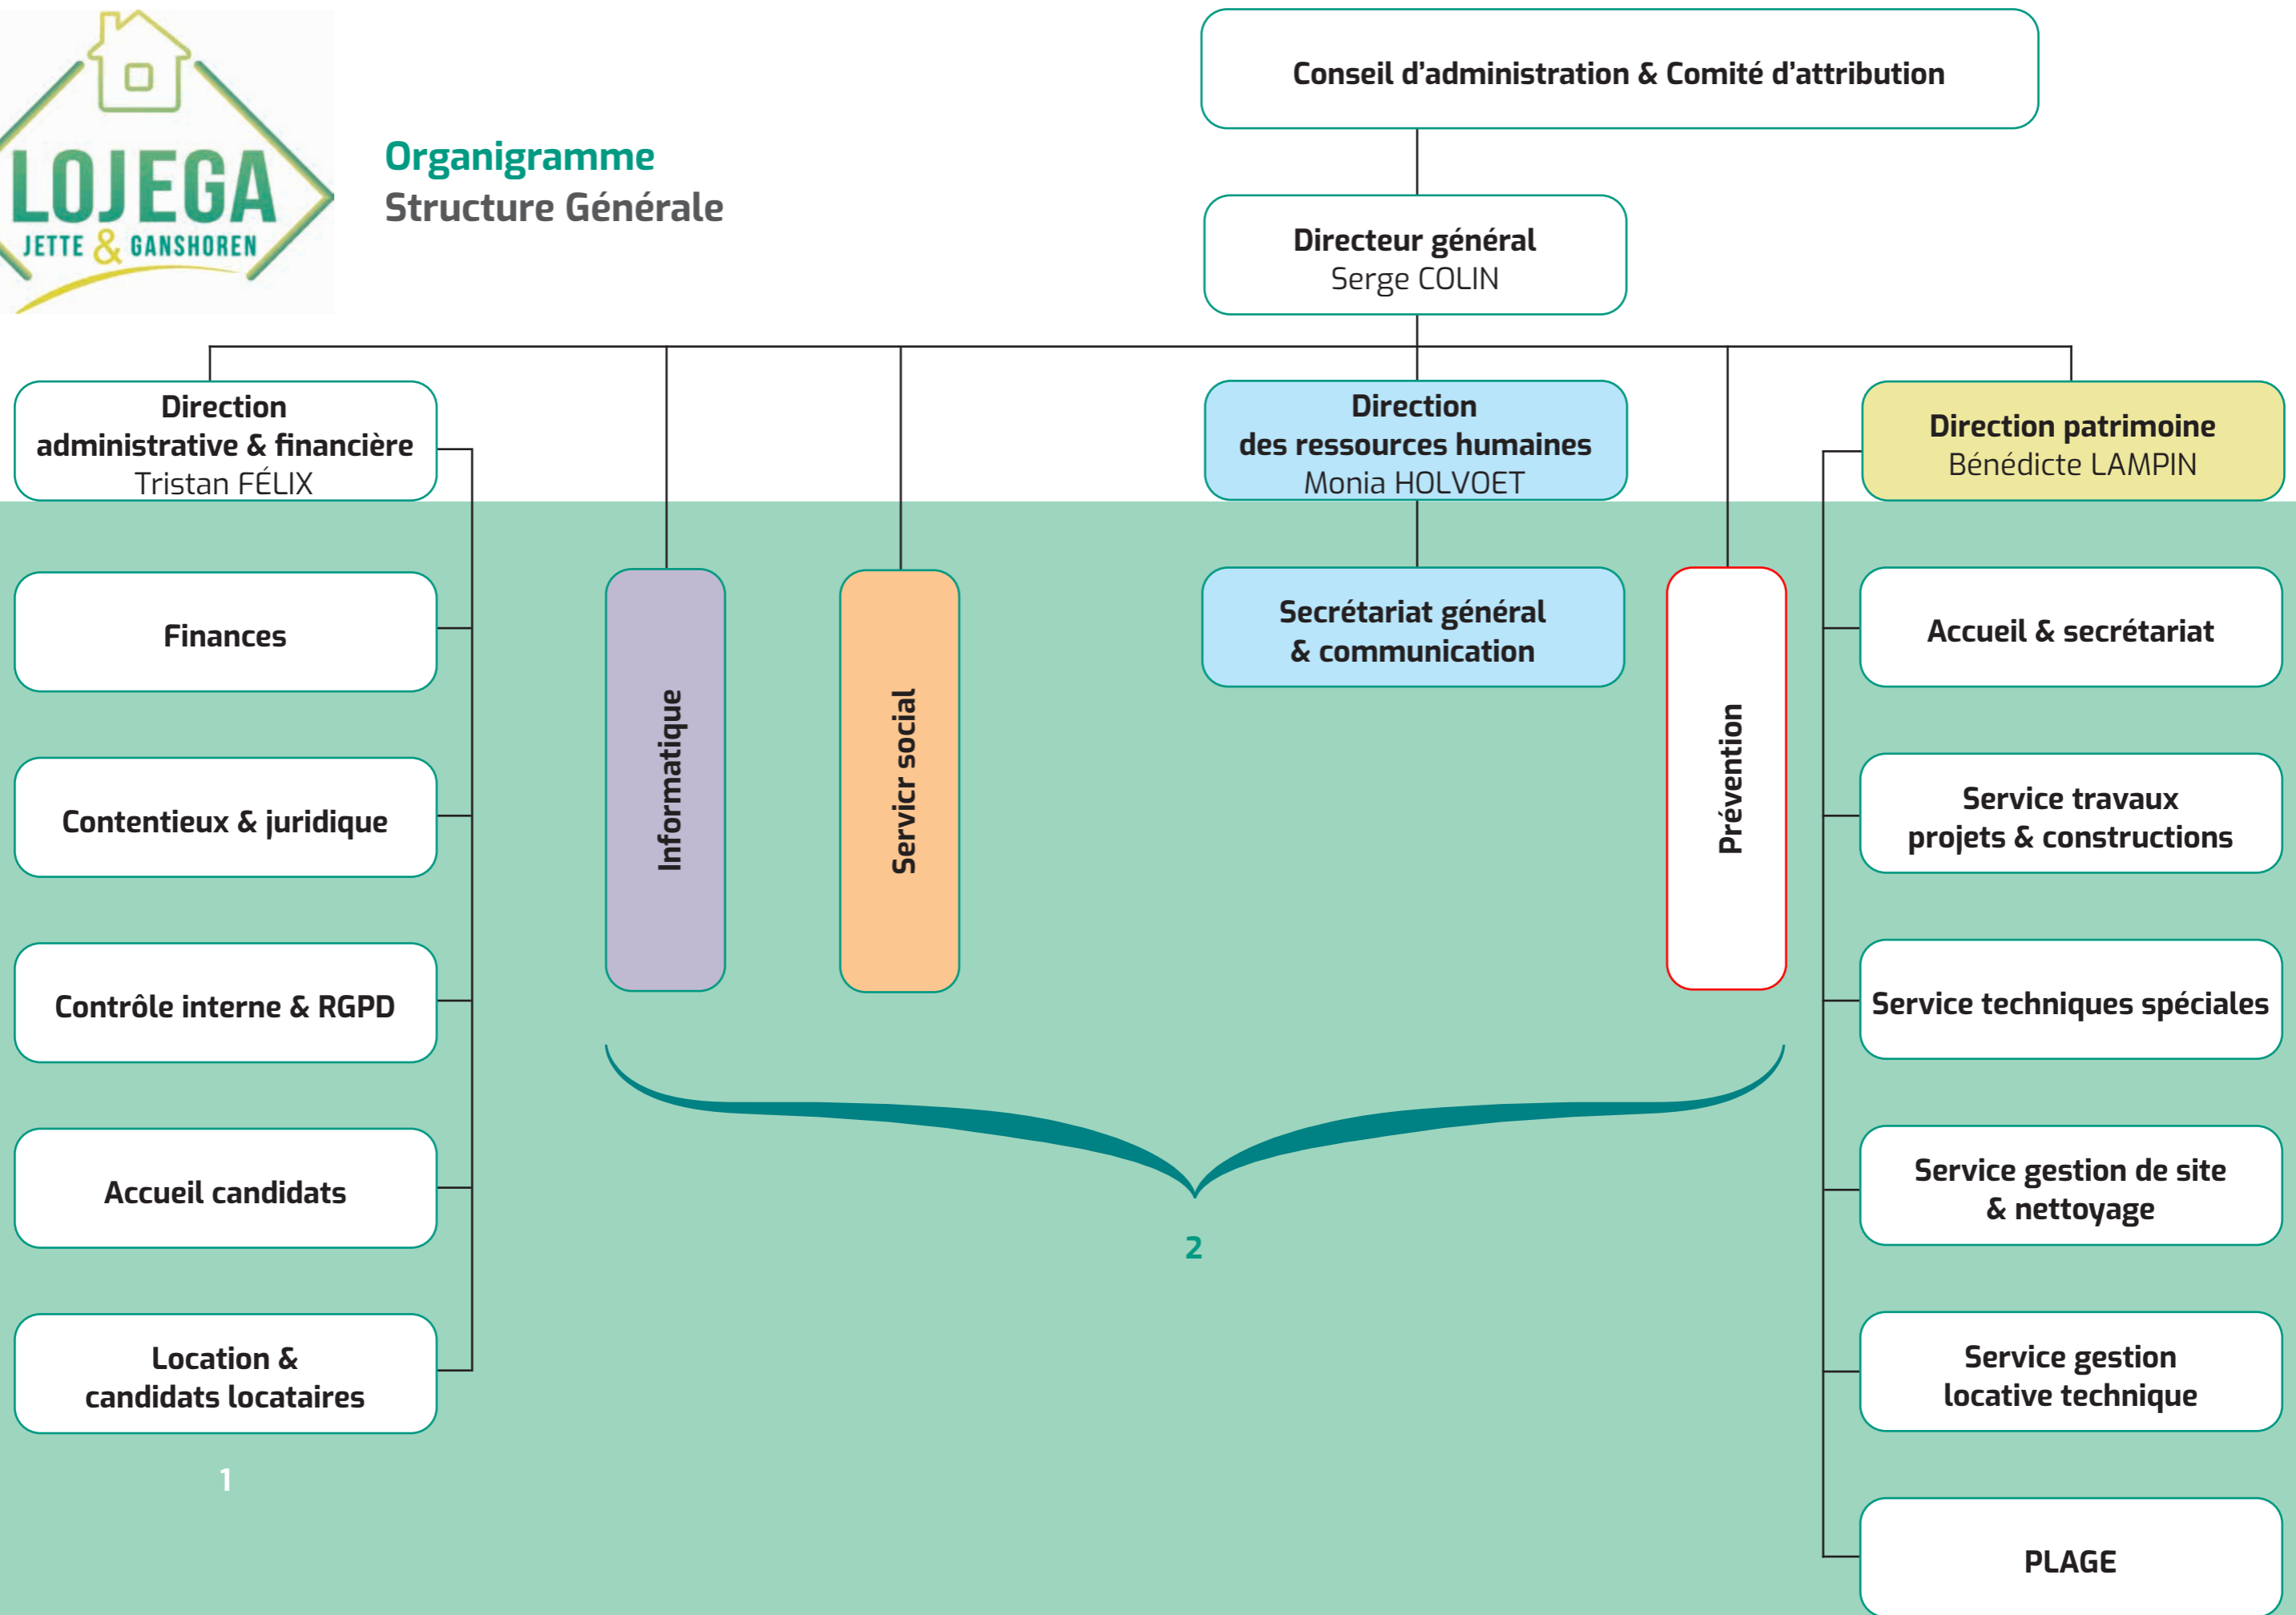 LOJEGA
JETTE & GANSHOREN
Organigramme
Structure Générale
Conseil d'administration & Comité d'attribution
Directeur général
Serge COLIN
Direction
administrative & financière
Tristan FÉLIX
Direction
des ressources humaines
Monia HOLVOET
Direction patrimoine
Bénédicte LAMPIN
Finances
Contentieux & juridique
Contrôle interne & RGPD
Accueil candidats
Location &
candidats locataires
1
Informatique
Servicr social
Secrétariat général
& communication
Prévention
2
Accueil & secrétariat
Service travaux
projets & constructions
Service techniques spéciales
Service gestion de site
& nettoyage
Service gestion
locative technique
PLAGE